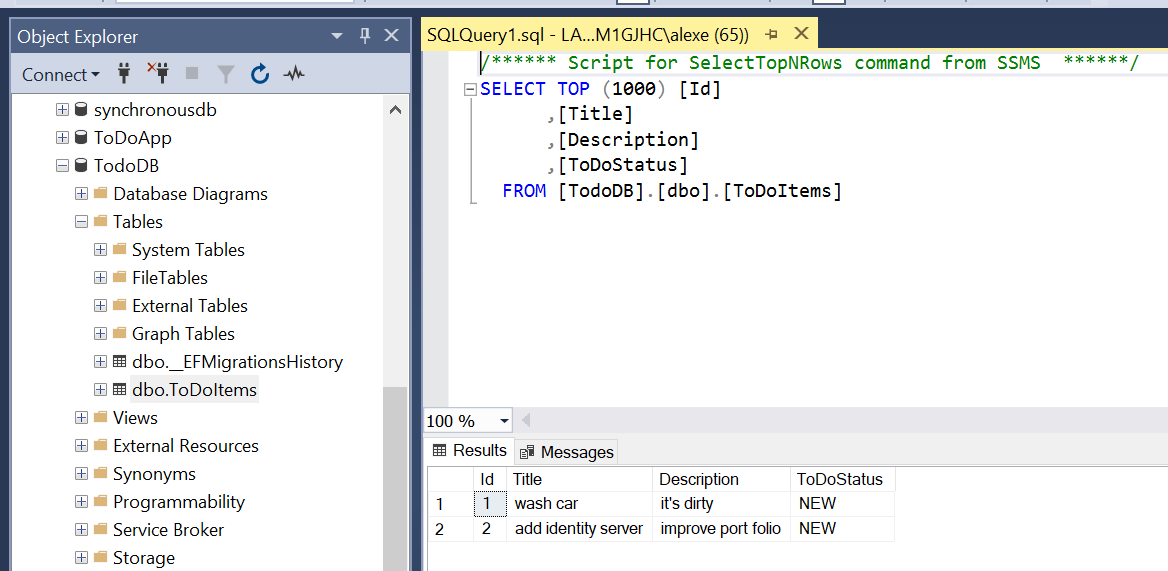 Object Explorer
Connect
synchronousdb
ToDoApp
TodoDB
Database Diagrams
Tables
System Tables
FileTables
External Tables
Graph Tables
dbo.__EFMigrationsHistory
dbo.ToDoItems
Views
External Resources
Synonyms
Programmability
Service Broker
Storage
SQLQuery1.sql - LA...M1GJHC\alexe (65))
/****** Script for SelectTopNRows command from SSMS  ******/
SELECT TOP (1000) [Id]
,[Title]
,[Description]
,[ToDoStatus]
FROM [TodoDB].[dbo].[ToDoItems]
100 %
Results Messages
Id Title Description ToDoStatus
1 1 wash car it's dirty NEW
2 2 add identity server improve port folio NEW